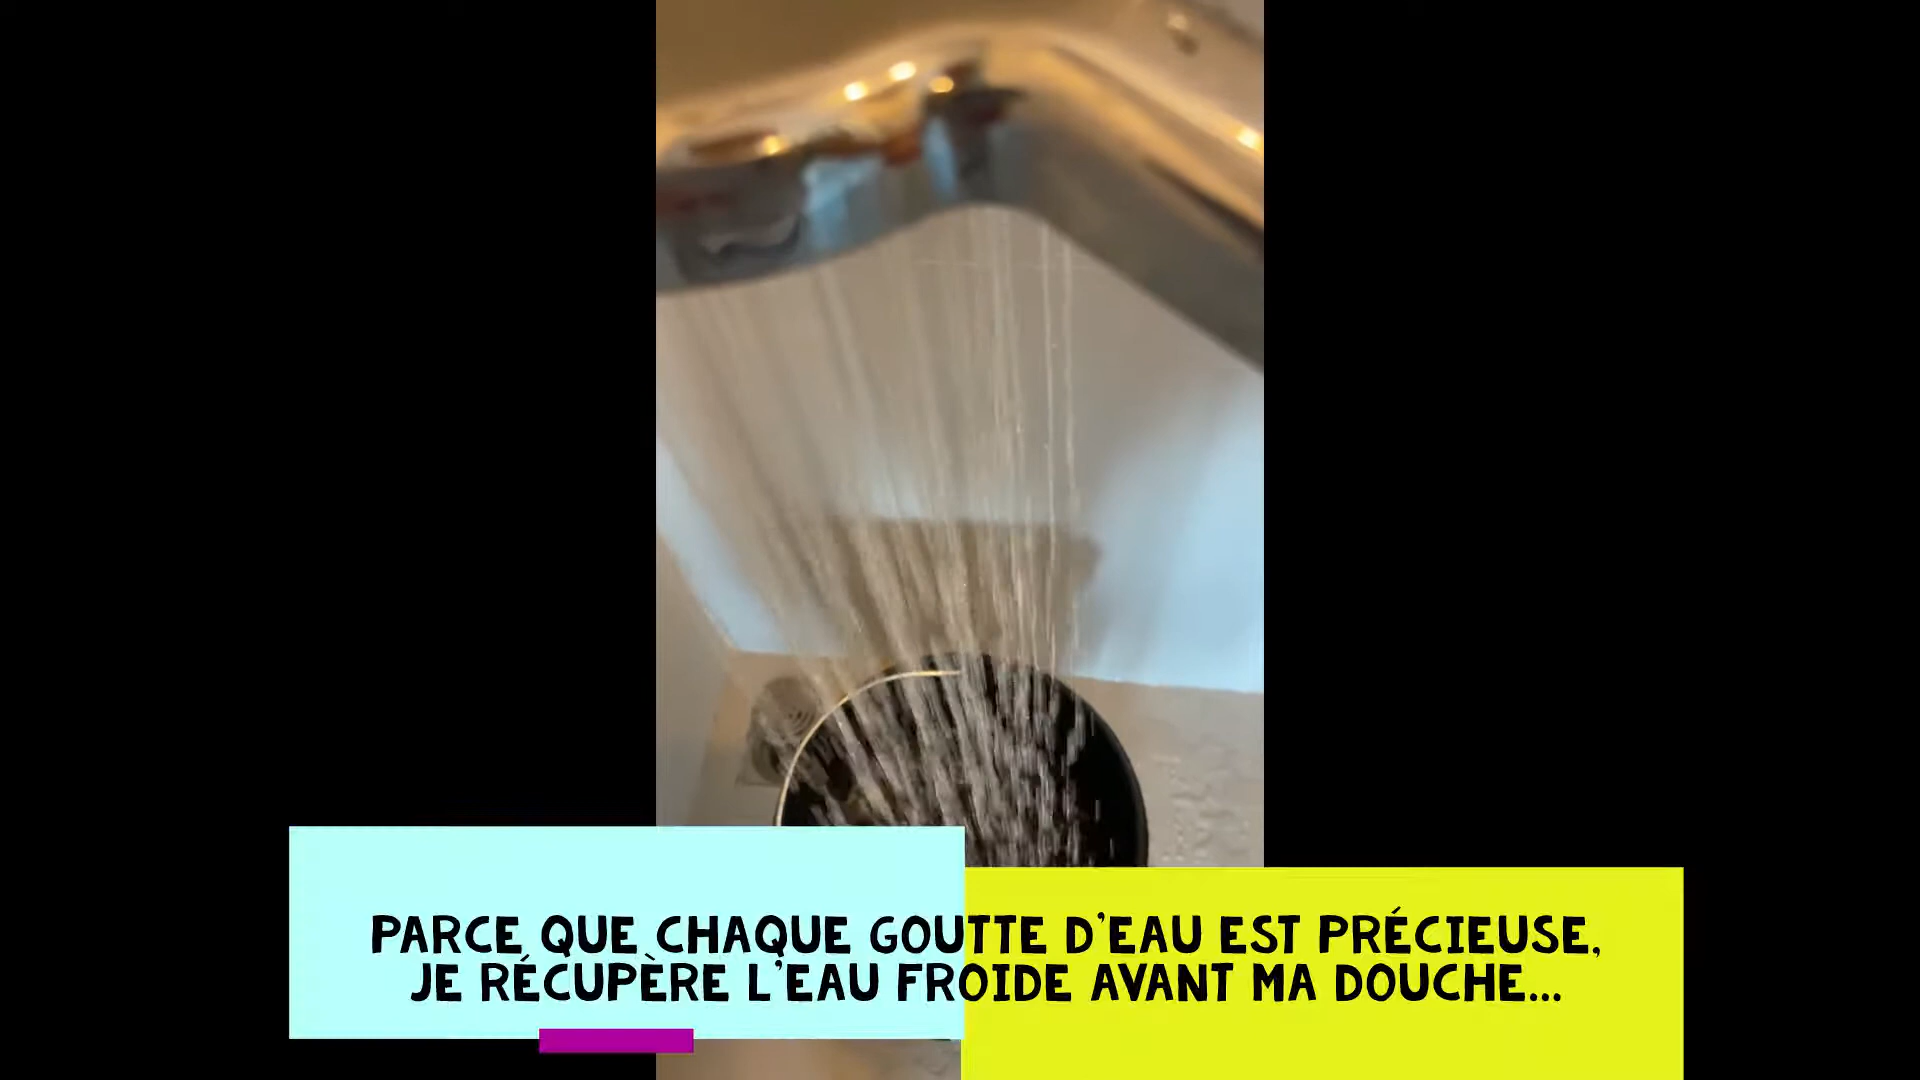 PARCE QUE CHAQUE GOUTTE D'EAU EST PRÉCIEUSE,
JE RÉCUPÈRE L'EAU FROIDE AVANT MA DOUCHE...